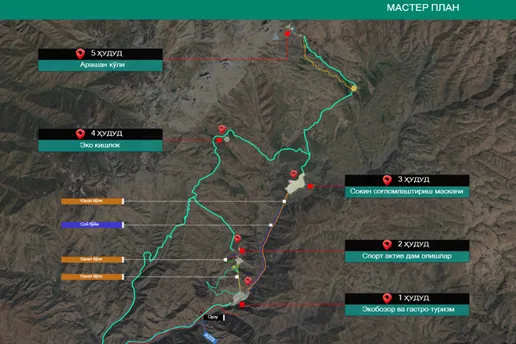 МАСТЕР ПЛАН
5 ҲУДУД
Арашан кўли
4 ҲУДУД
Эко кишлок
3 ҲУДУД
Сокин соғломлаштириш маскани
2 ҲУДУД
Спорт актив дам олишлар
1 ҲУДУД
Экобозор ва гастро-туризм